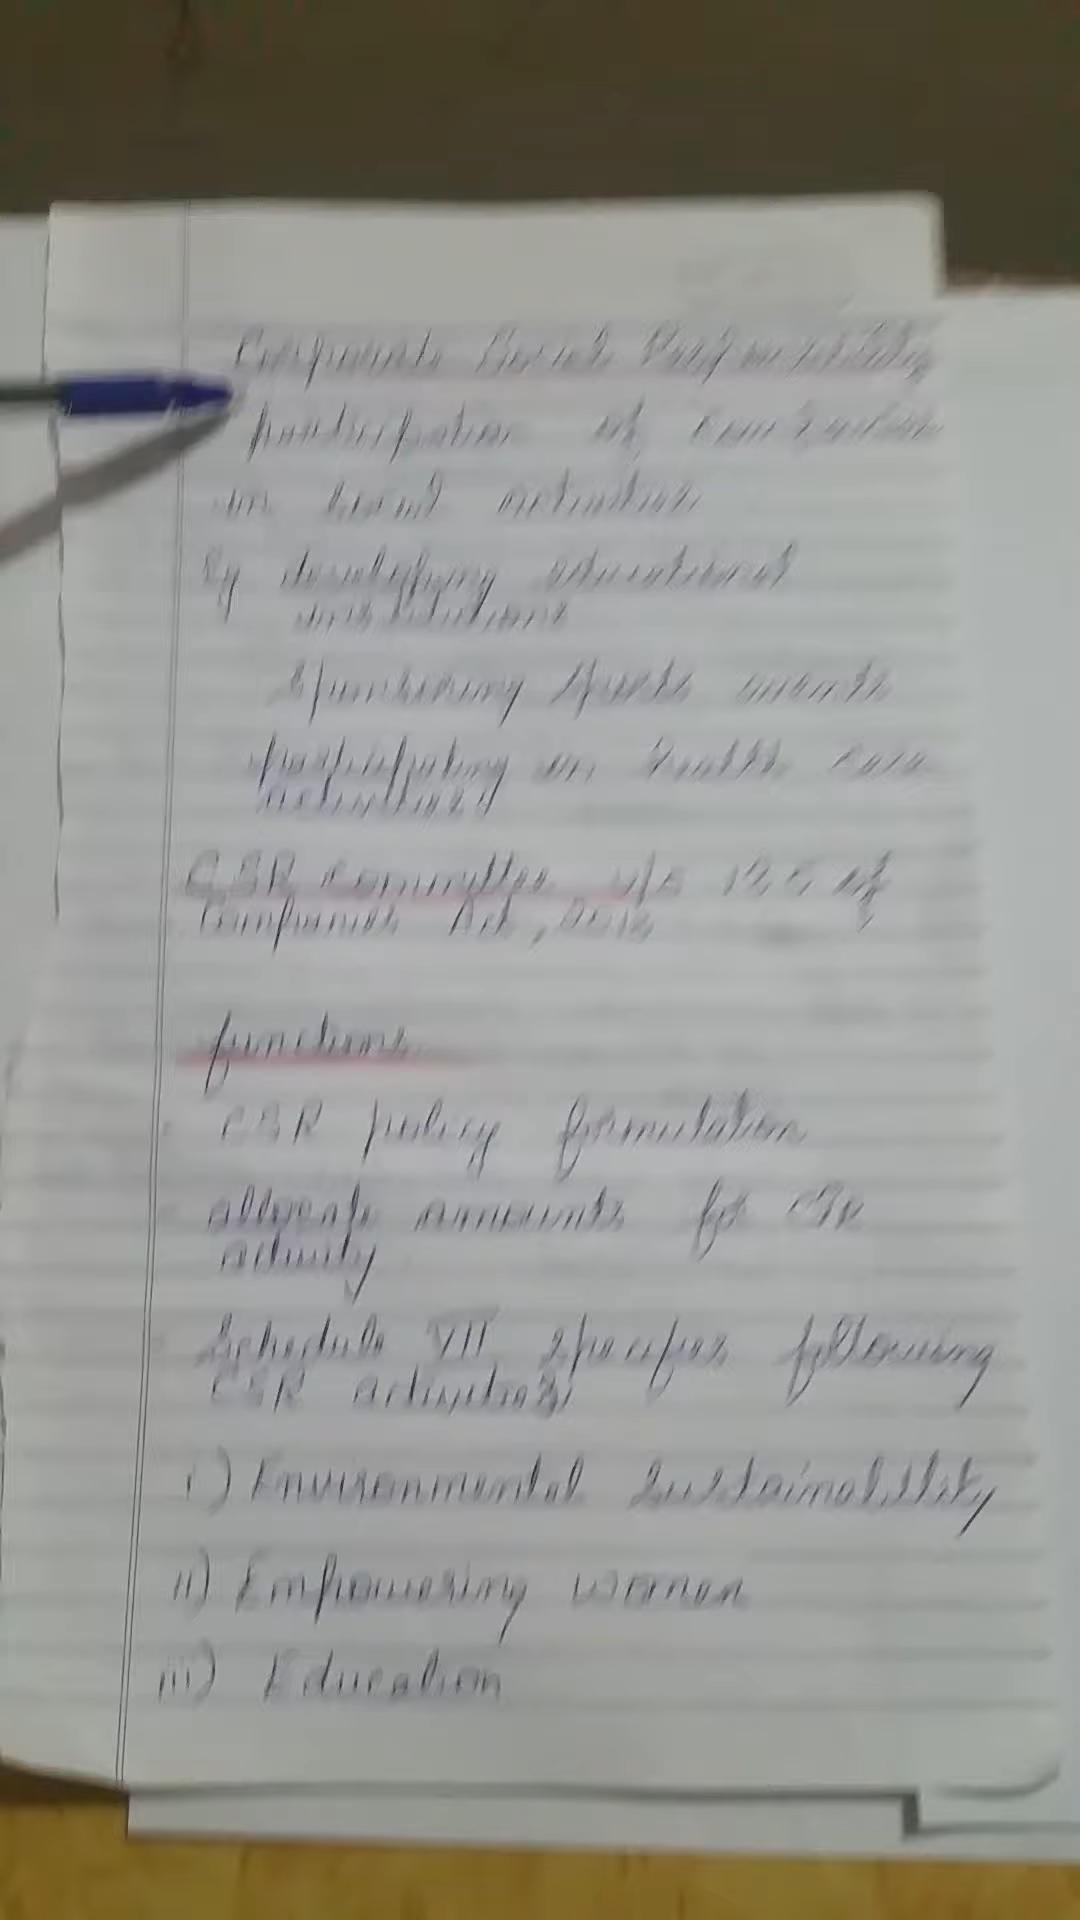 Corporate Social Responsibility
participation of
in social activities
By developing educational
institutions
Sponsering Sports events
participating in health care
activities
CSR Committee u/s 135 of
Companies Act, 2013
functions
CSR policy formulation
allocate amounts for CSR
activity
Schedule VII specifies following
CSR activities
i) Environmental Sustainability
ii) Empowering women
iii) Education